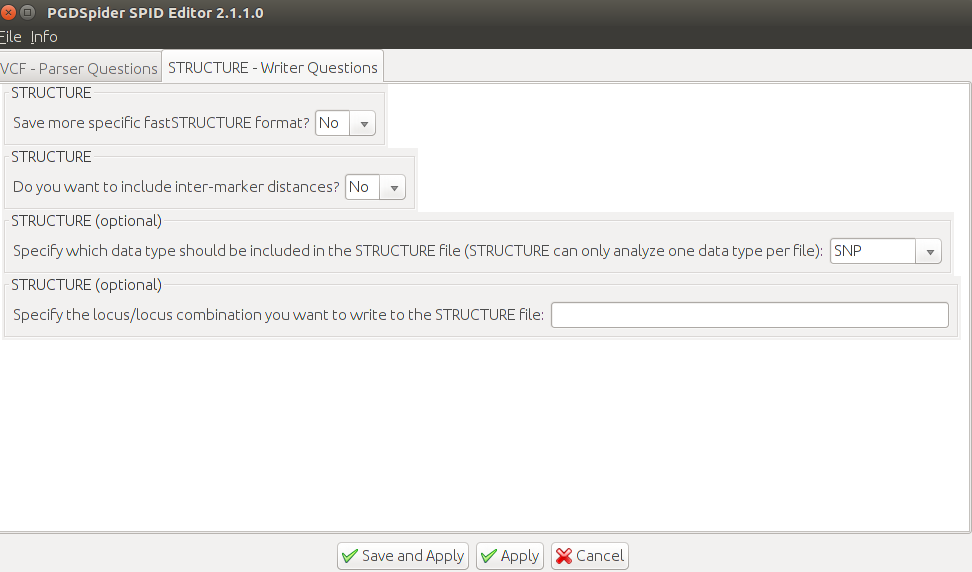 PGDSpider SPID Editor 2.1.1.0
File Info
VCF - Parser Questions STRUCTURE - Writer Questions
STRUCTURE
Save more specific fastSTRUCTURE format? No
STRUCTURE
Do you want to include inter-marker distances? No
STRUCTURE (optional)
Specify which data type should be included in the STRUCTURE file (STRUCTURE can only analyze one data type per file): SNP
STRUCTURE (optional)
Specify the locus/locus combination you want to write to the STRUCTURE file:
Save and Apply Apply Cancel